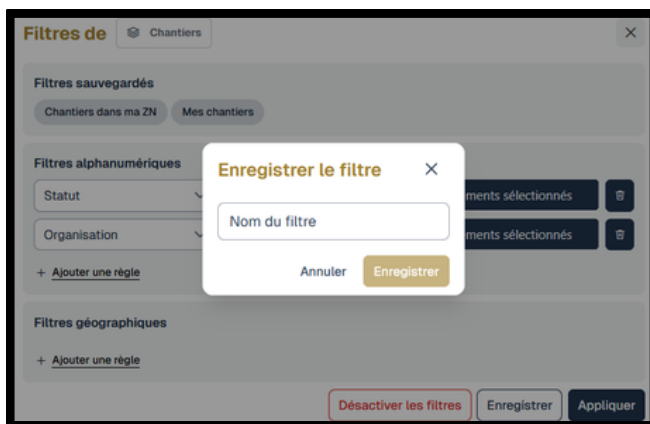 Filtres de Chantiers
Filtres sauvegardés
Chantiers dans ma ZN Mes chantiers
Filtres alphanumériques
Enregistrer le filtre
Statut
ments sélectionnés
Nom du filtre
Organisation
ments sélectionnés
+ Ajouter une règle
Annuler Enregistrer
Filtres géographiques
+ Ajouter une règle
Désactiver les filtres Enregistrer Appliquer